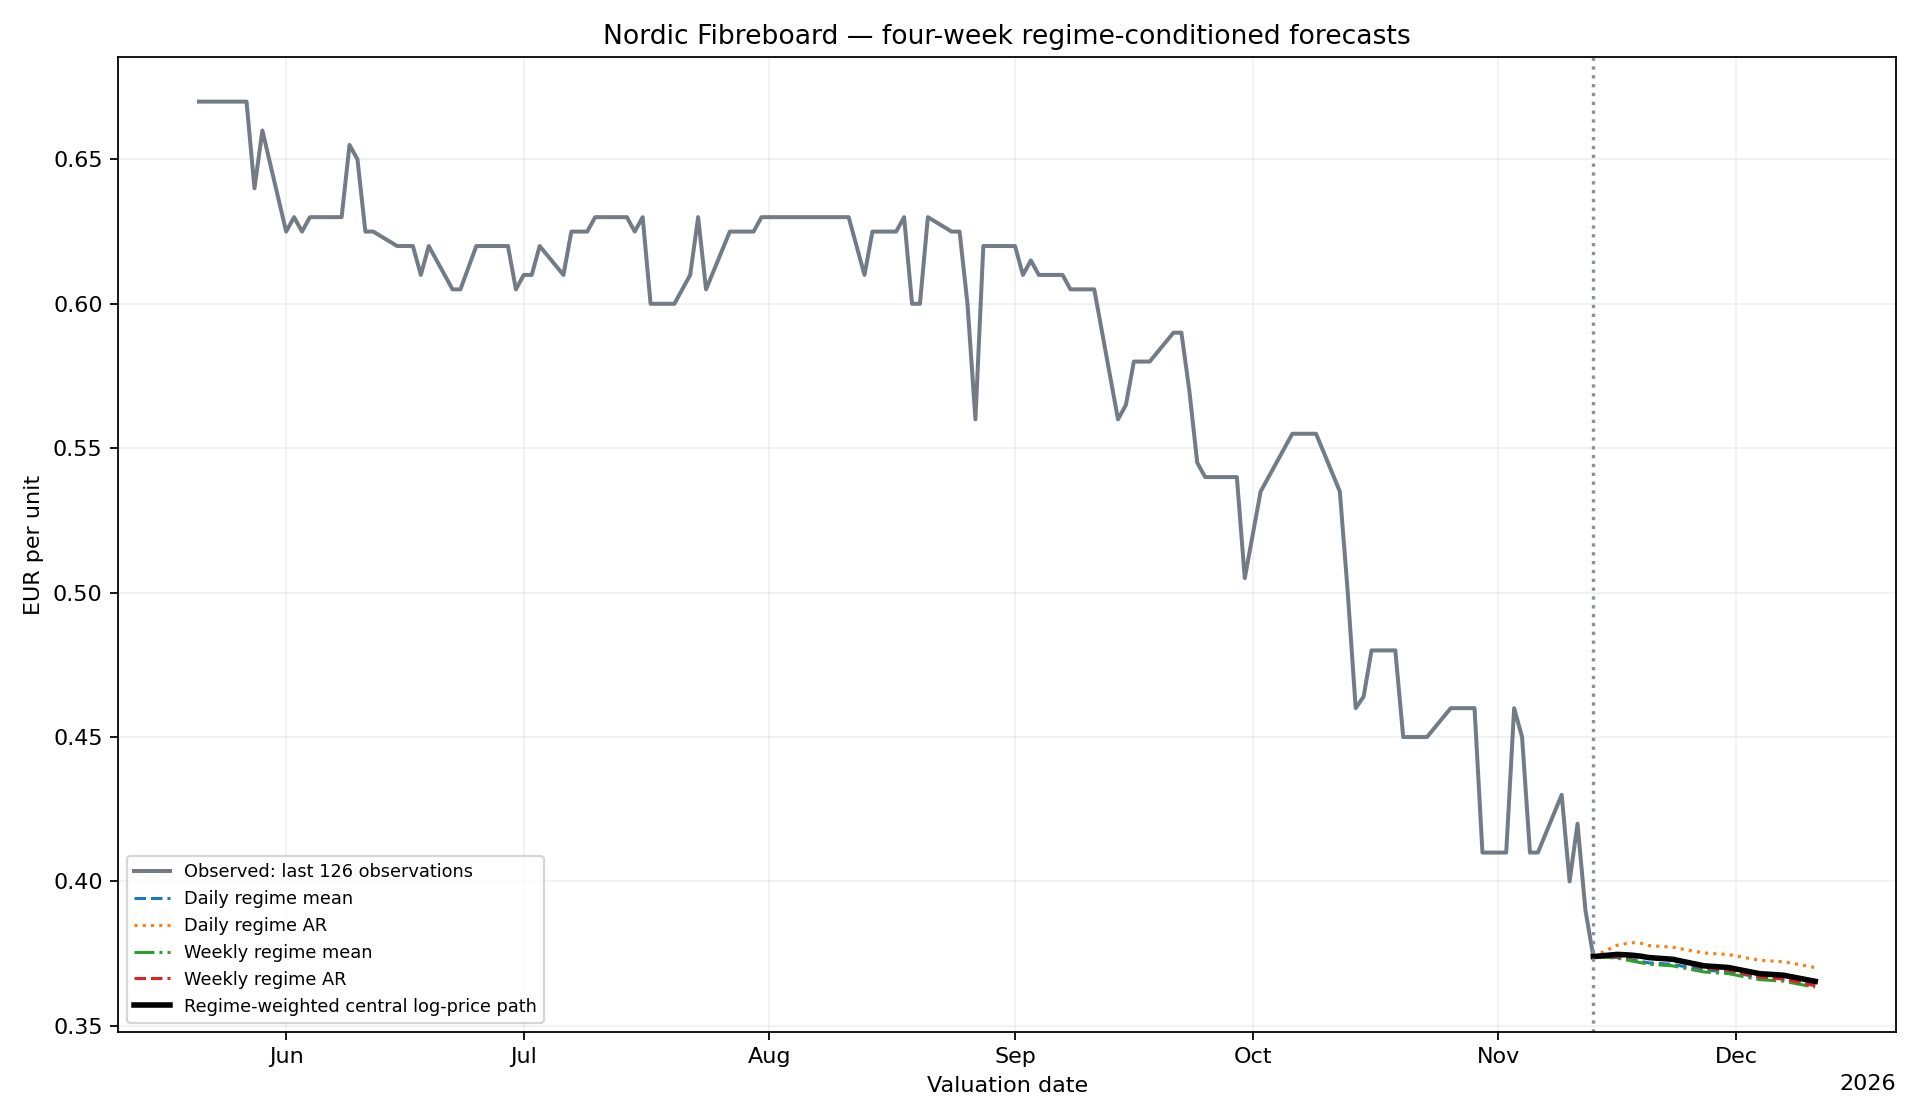 Nordic Fibreboard — four-week regime-conditioned forecasts
EUR per unit
0.65
0.60
0.55
0.50
0.45
0.40
0.35
Observed: last 126 observations
Daily regime mean
Daily regime AR
Weekly regime mean
Weekly regime AR
Regime-weighted central log-price path
Jun
Jul
Aug
Sep
Oct
Nov
Dec
Valuation date
2026